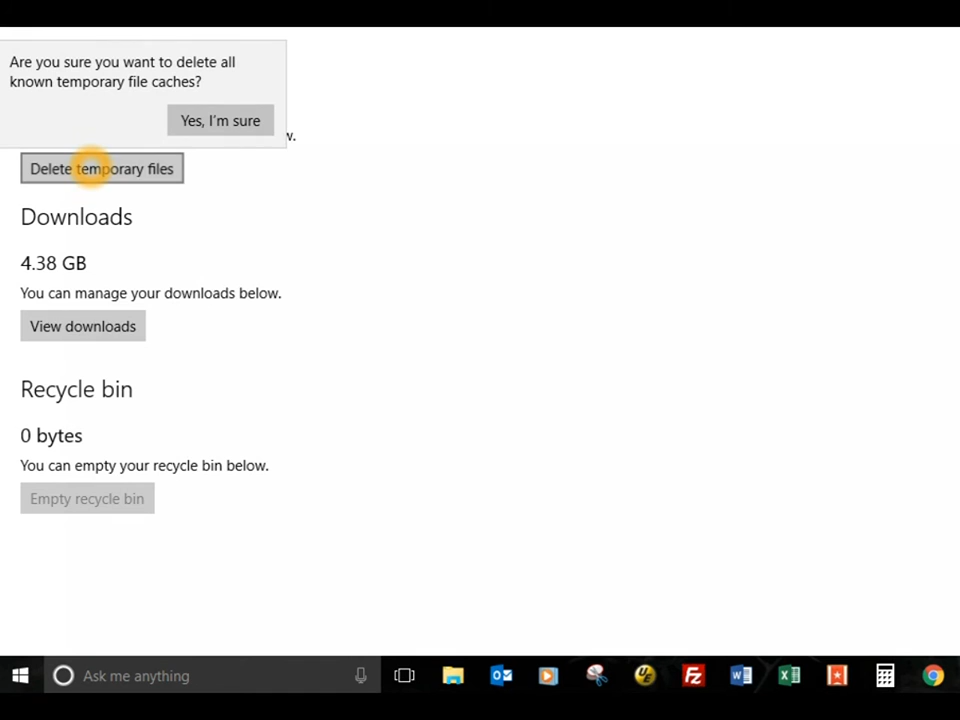 Are you sure you want to delete all
known temporary file caches?
Yes, I'm sure
w.
Delete temporary files
Downloads
4.38 GB
You can manage your downloads below.
View downloads
Recycle bin
0 bytes
You can empty your recycle bin below.
Empty recycle bin
Ask me anything